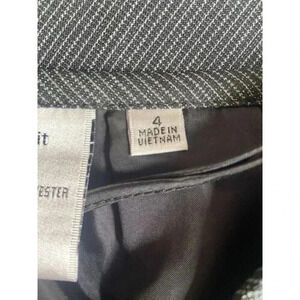 it
4
MADE IN
VIETNAM
YESTER